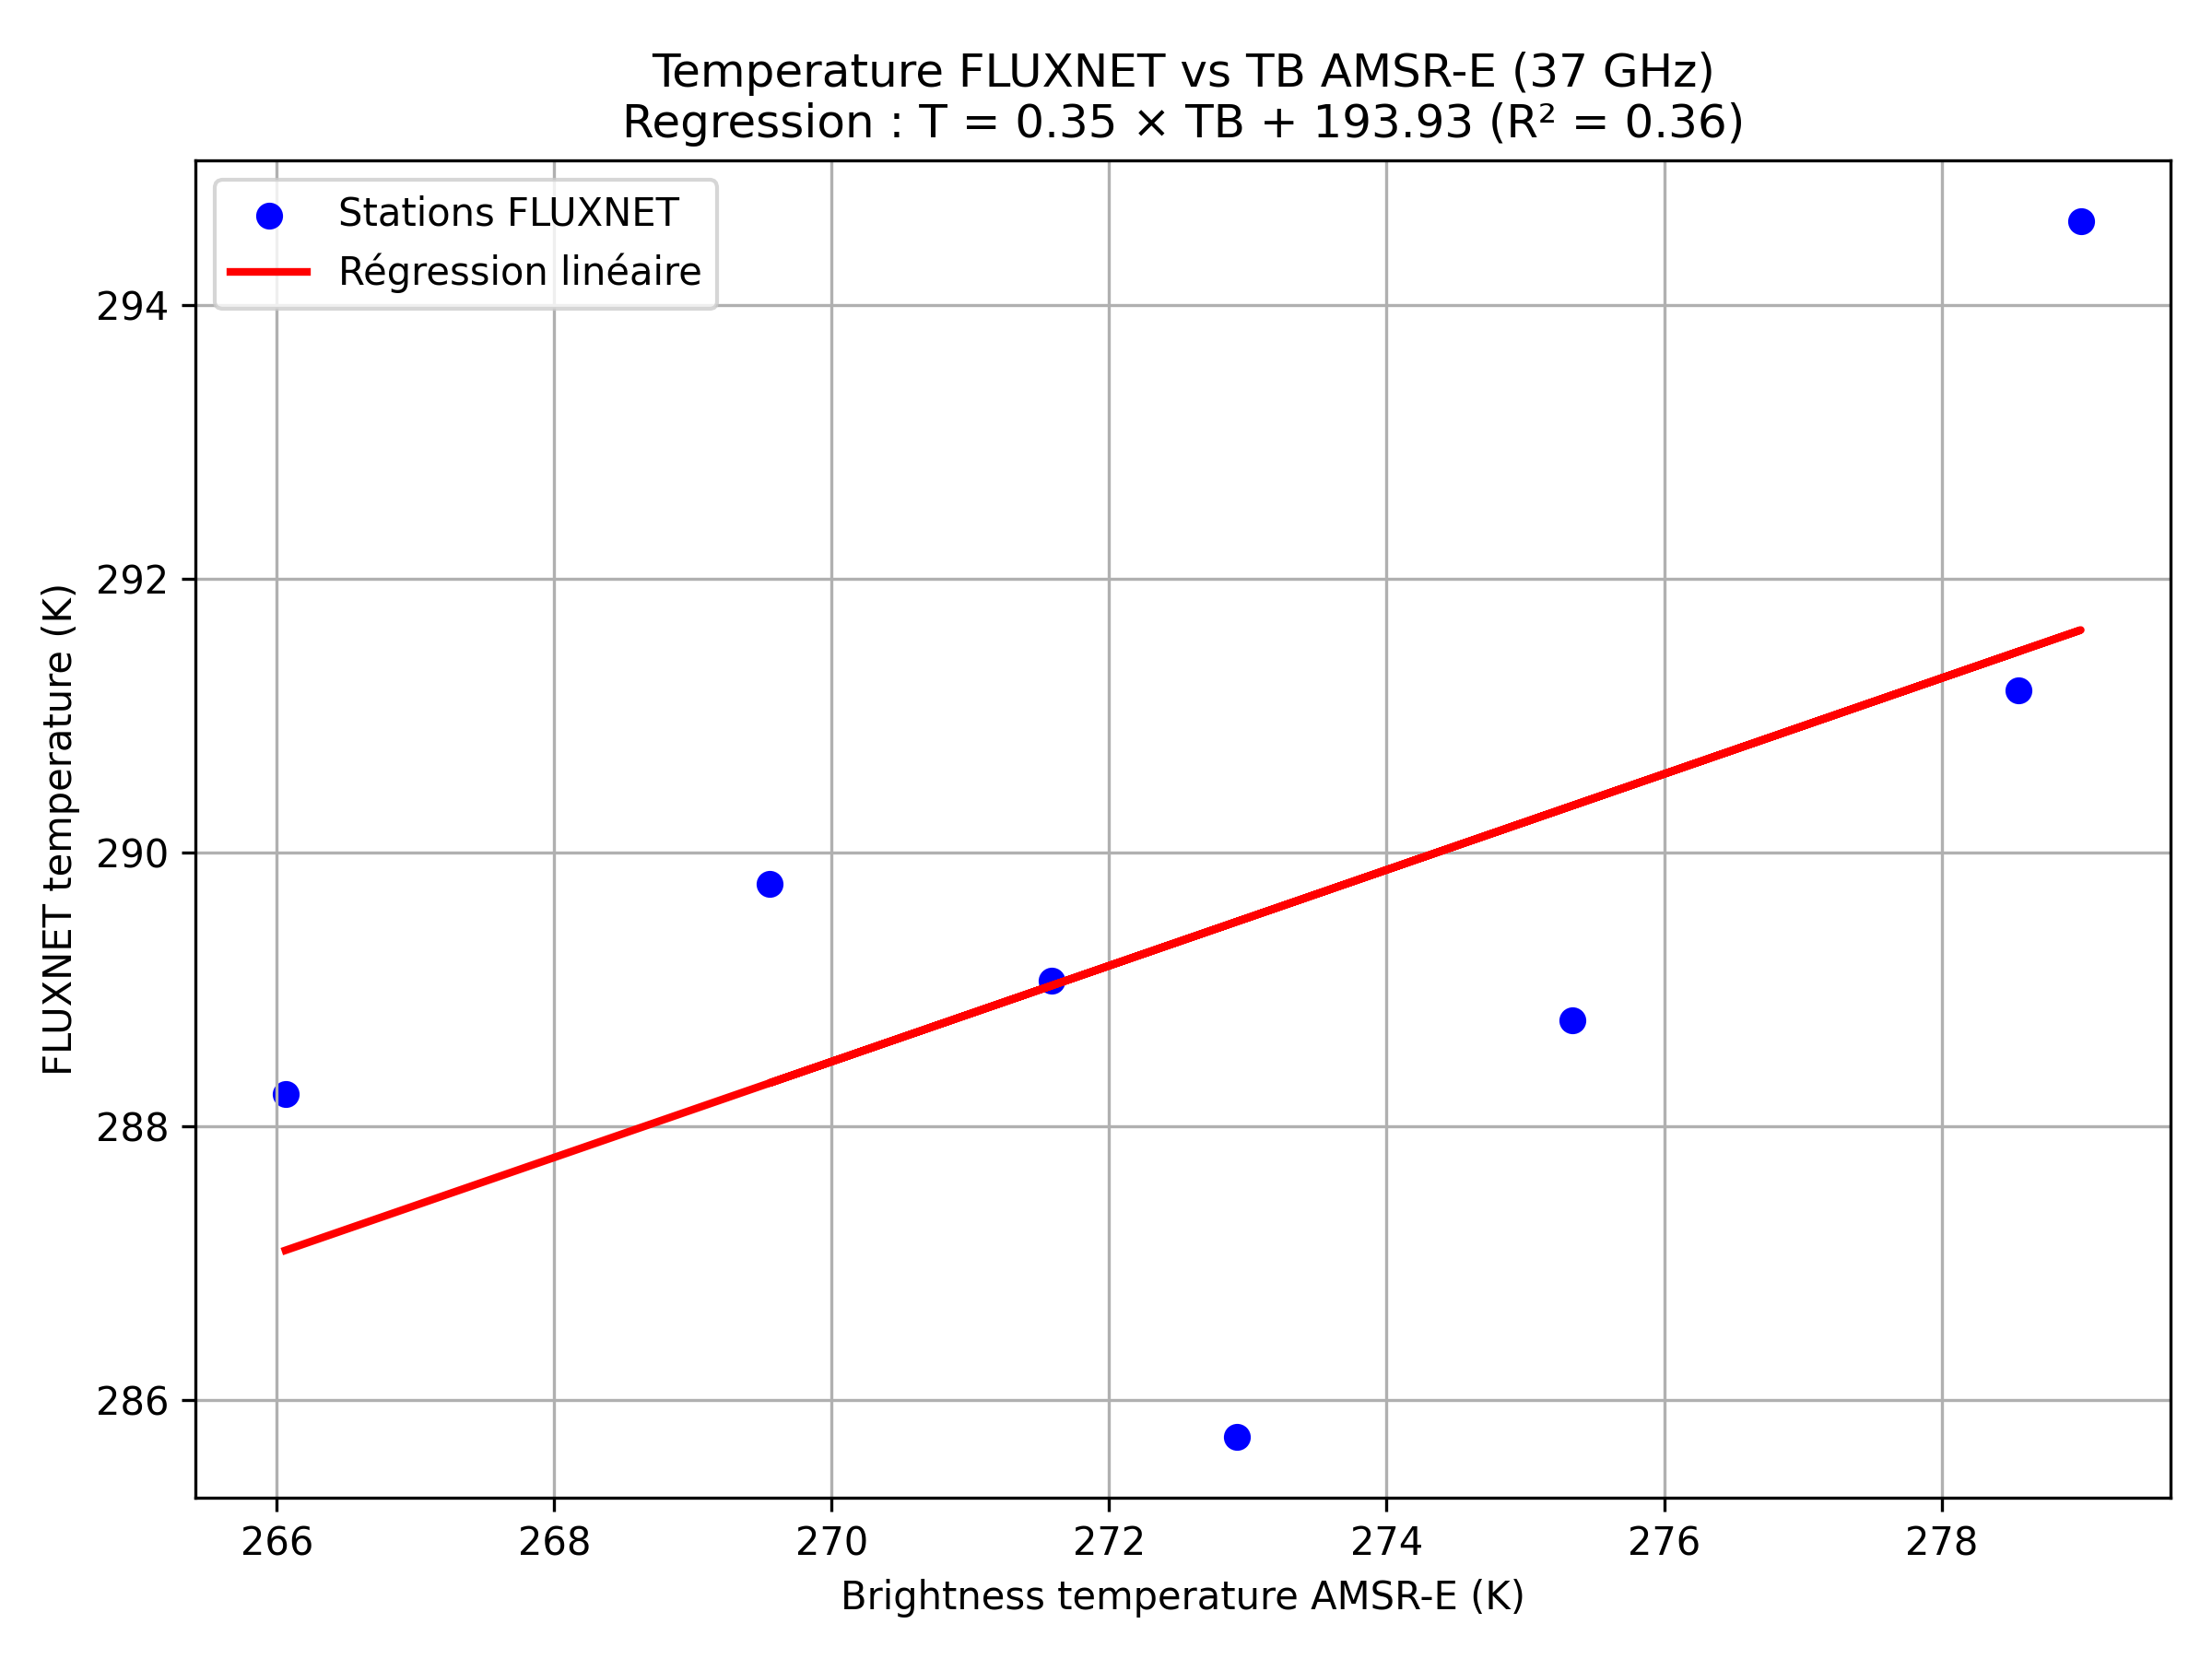 Temperature FLUXNET vs TB AMSR-E (37 GHz)
Regression : T = 0.35 × TB + 193.93 (R² = 0.36)
Stations FLUXNET
Régression linéaire
294
292
290
288
286
FLUXNET temperature (K)
266 268 270 272 274 276 278
Brightness temperature AMSR-E (K)